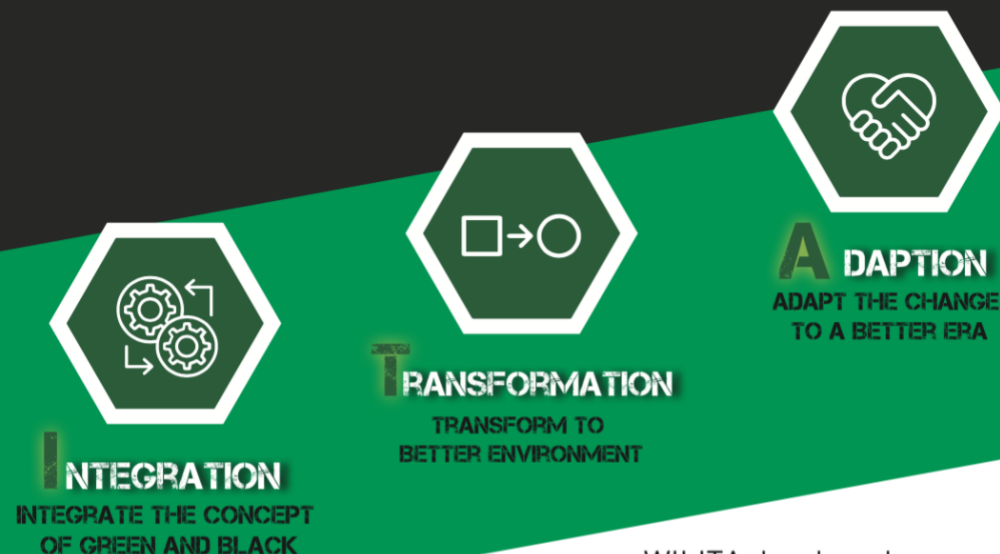 ADAPTION
ADAPT THE CHANGE
TO A BETTER ERA
TRANSFORMATION
TRANSFORM TO
BETTER ENVIRONMENT
INTEGRATION
INTEGRATE THE CONCEPT
OF GREEN AND BLACK